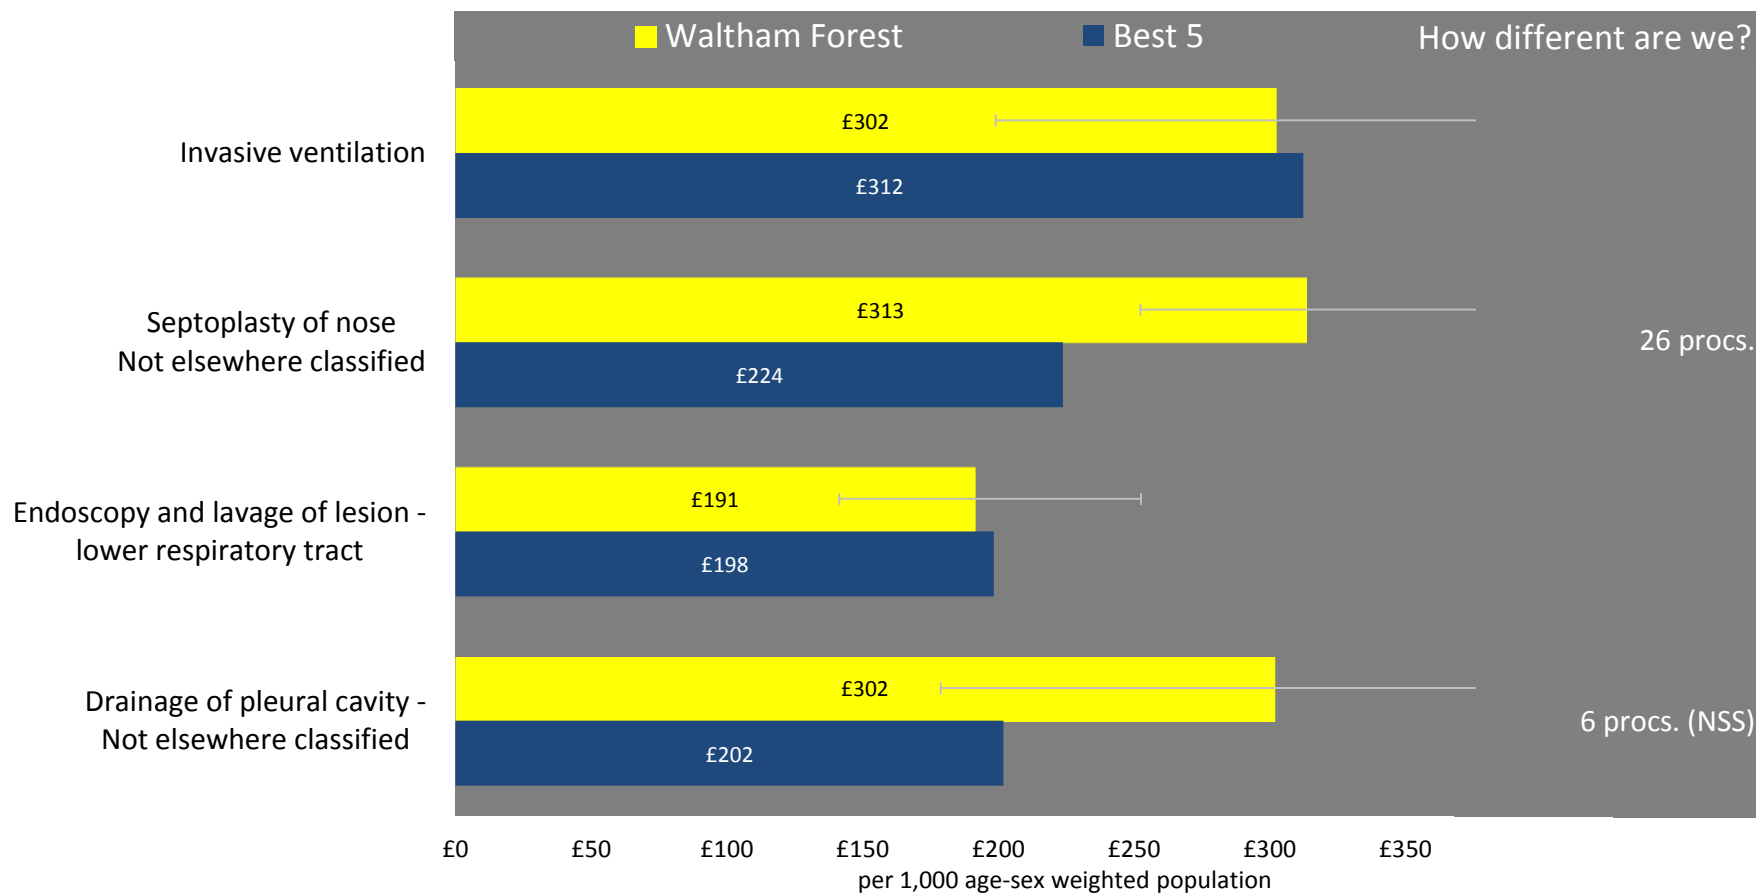 Waltham Forest
Best 5
How different are we?
Invasive ventilation
£302
£312
Septoplasty of nose
Not elsewhere classified
£313
£224
26 procs.
Endoscopy and lavage of lesion -
lower respiratory tract
£191
£198
Drainage of pleural cavity -
Not elsewhere classified
£302
£202
6 procs. (NSS)
£0 £50 £100 £150 £200 £250 £300 £350
per 1,000 age-sex weighted population